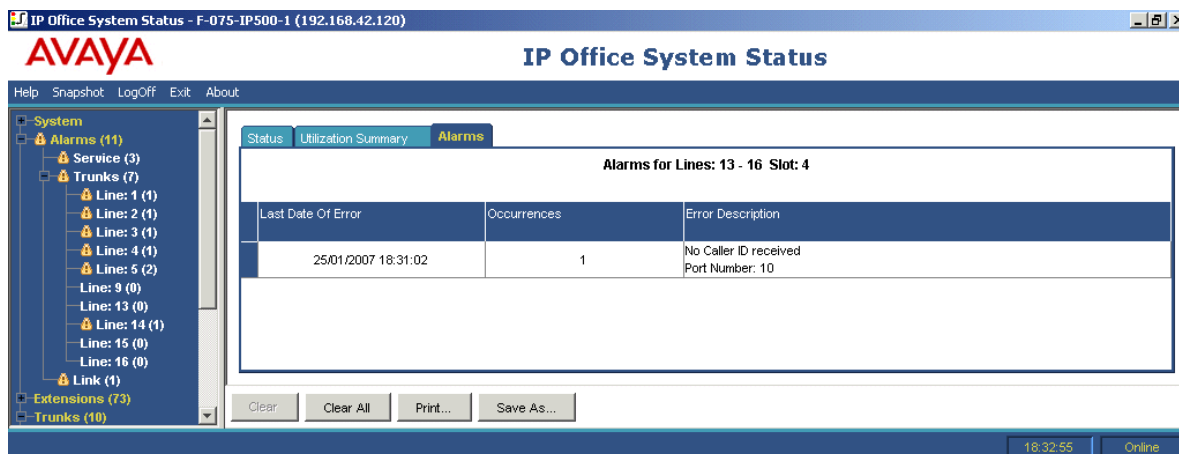 IP Office System Status - F-075-IP500-1 (192.168.42.120)
AVAYA
IP Office System Status
Help Snapshot LogOff Exit About
System
Alarms (11)
Service (3)
Trunks (7)
Line: 1 (1)
Line: 2 (1)
Line: 3 (1)
Line: 4 (1)
Line: 5 (2)
Line: 9 (0)
Line: 13 (0)
Line: 14 (1)
Line: 15 (0)
Line: 16 (0)
Link (1)
Extensions (73)
Trunks (10)
Status Utilization Summary Alarms
Alarms for Lines: 13 - 16 Slot: 4
Last Date Of Error Occurrences Error Description
25/01/2007 18:31:02 1 No Caller ID received
Port Number: 10
Clear Clear All Print... Save As...
18:32:55 Online